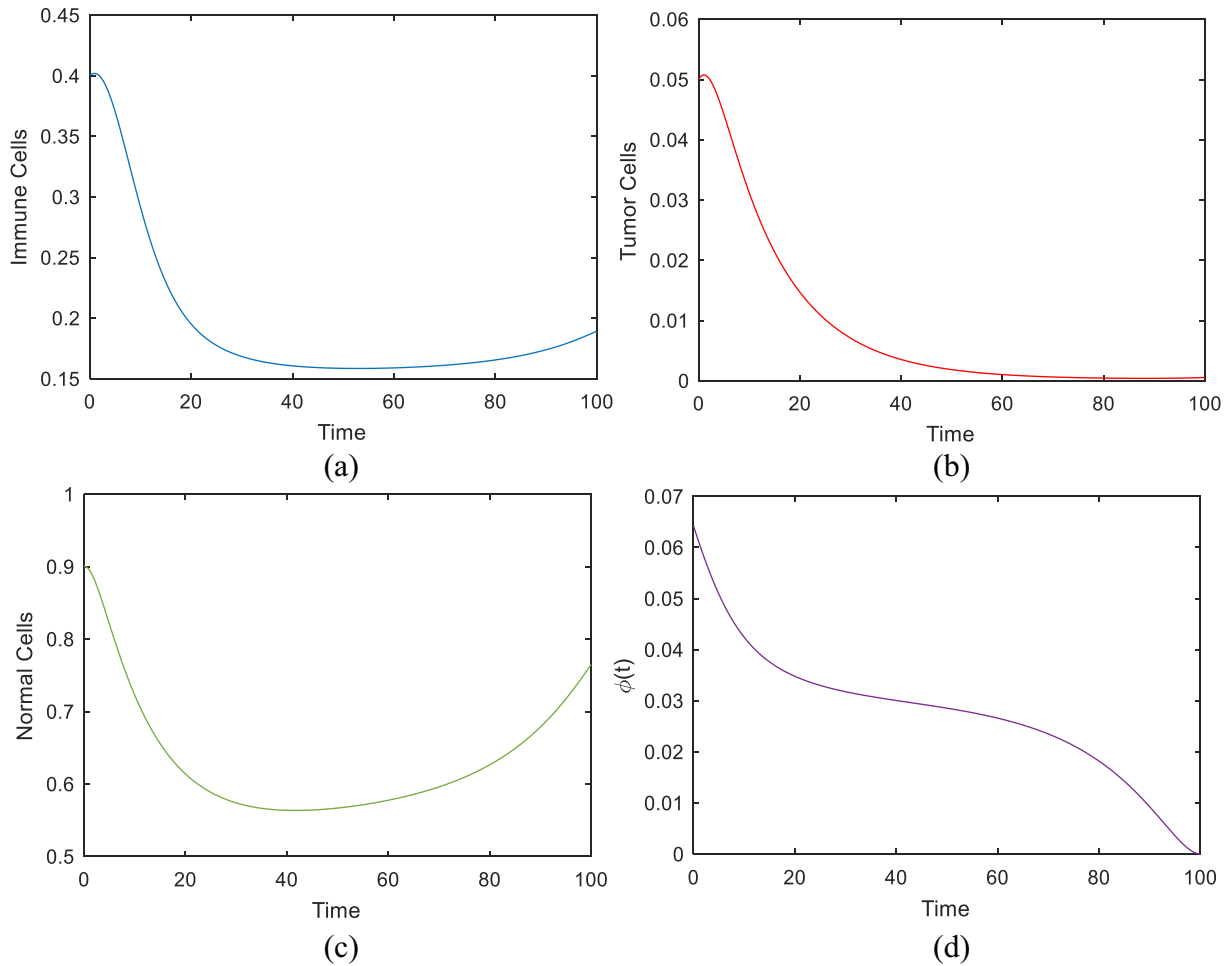 0.45
0.4
0.35
0.3
0.25
0.2
0.15
Immune Cells
0 20 40 60 80 100
Time
(a)
0.06
0.05
0.04
0.03
0.02
0.01
0
Tumor Cells
0 20 40 60 80 100
Time
(b)
1
0.9
0.8
0.7
0.6
0.5
Normal Cells
0 20 40 60 80 100
Time
(c)
0.07
0.06
0.05
0.04
0.03
0.02
0.01
0
ϕ(t)
0 20 40 60 80 100
Time
(d)